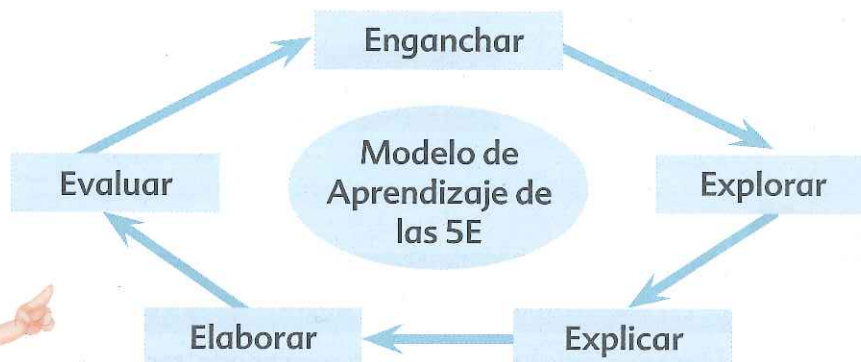 Enganchar
Modelo de
Aprendizaje de
las 5E
Evaluar
Explorar
Elaborar
Explicar